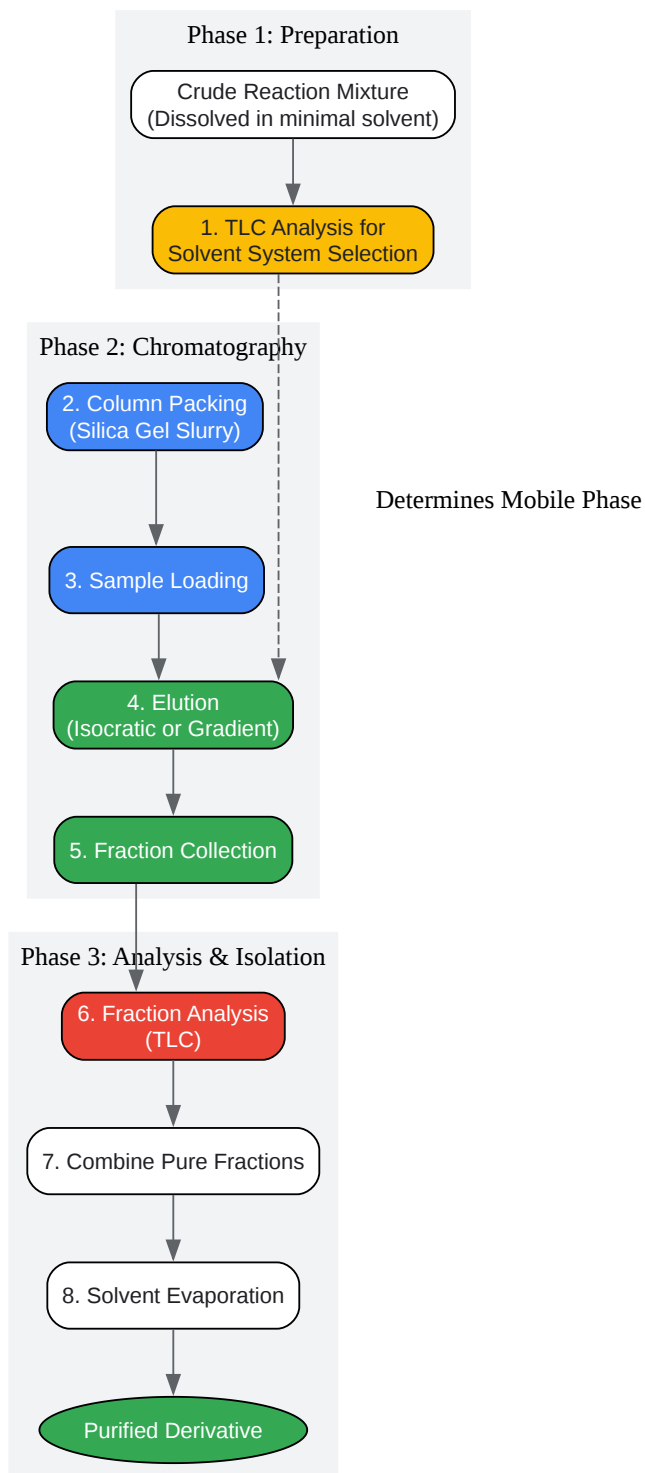 Phase 1: Preparation
Crude Reaction Mixture
(Dissolved in minimal solvent)
1. TLC Analysis for
Solvent System Selection
Phase 2: Chromatography
2. Column Packing
(Silica Gel Slurry)
Determines Mobile Phase
3. Sample Loading
4. Elution
(Isocratic or Gradient)
5. Fraction Collection
Phase 3: Analysis & Isolation
6. Fraction Analysis
(TLC)
7. Combine Pure Fractions
8. Solvent Evaporation
Purified Derivative